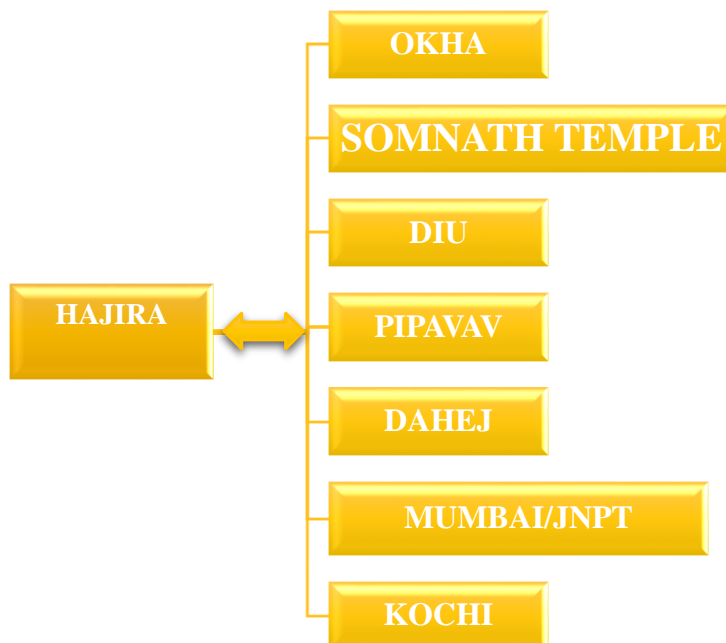 OKHA
SOMNATH TEMPLE
DIU
HAJIRA
PIPAVAV
DAHEJ
MUMBAI/JNPT
KOCHI